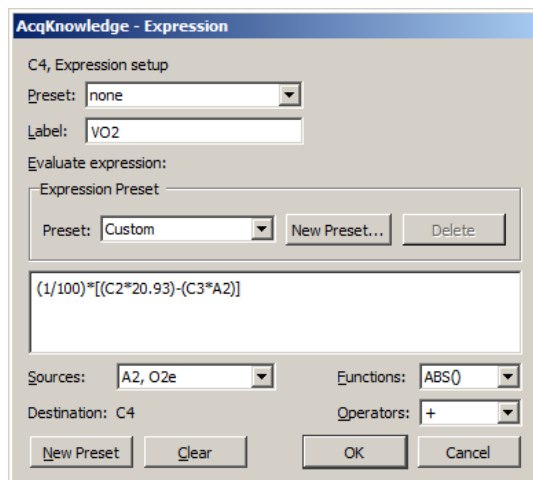 AcqKnowledge - Expression
C4, Expression setup
Preset: none
Label: VO2
Evaluate expression:
Expression Preset
Preset: Custom New Preset... Delete
(1/100)*[(C2*20.93)-(C3*A2)]
Sources: A2, O2e Functions: ABS()
Destination: C4 Operators: +
New Preset Clear OK Cancel